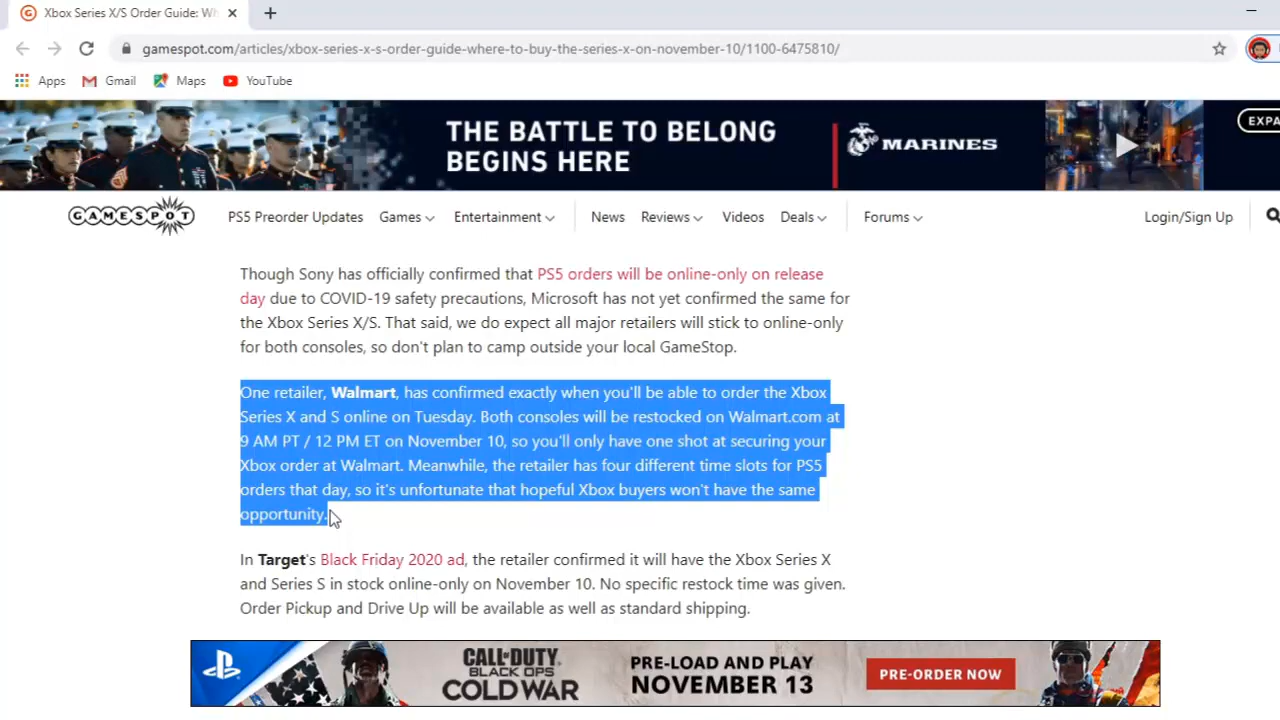 Xbox Series X/S Order Guide: Wh
gamespot.com/articles/xbox-series-x-s-order-guide-where-to-buy-the-series-x-on-november-10/1100-6475810/
Apps Gmail Maps YouTube
THE BATTLE TO BELONG
BEGINS HERE
MARINES
EXPA
GAMESPOT PS5 Preorder Updates Games Entertainment News Reviews Videos Deals Forums Login/Sign Up
Though Sony has officially confirmed that PS5 orders will be online-only on release
day due to COVID-19 safety precautions, Microsoft has not yet confirmed the same for
the Xbox Series X/S. That said, we do expect all major retailers will stick to online-only
for both consoles, so don't plan to camp outside your local GameStop.
One retailer, Walmart, has confirmed exactly when you'll be able to order the Xbox
Series X and S online on Tuesday. Both consoles will be restocked on Walmart.com at
9 AM PT / 12 PM ET on November 10, so you'll only have one shot at securing your
Xbox order at Walmart. Meanwhile, the retailer has four different time slots for PS5
orders that day, so it's unfortunate that hopeful Xbox buyers won't have the same
opportunity.
In Target's Black Friday 2020 ad, the retailer confirmed it will have the Xbox Series X
and Series S in stock online-only on November 10. No specific restock time was given.
Order Pickup and Drive Up will be available as well as standard shipping.
CALL OF DUTY
BLACK OPS
COLD WAR
PRE-LOAD AND PLAY
NOVEMBER 13
PRE-ORDER NOW